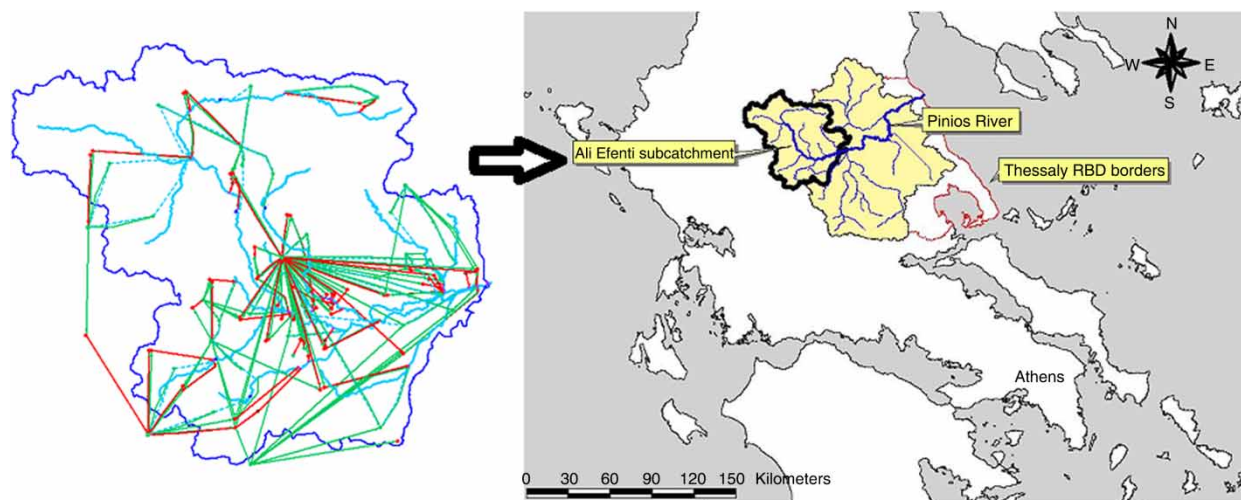 N
W E
S
Pinios River
Ali Efenti subcatchment
Thessaly RBD borders
Athens
0 30 60 90 120 150 Kilometers